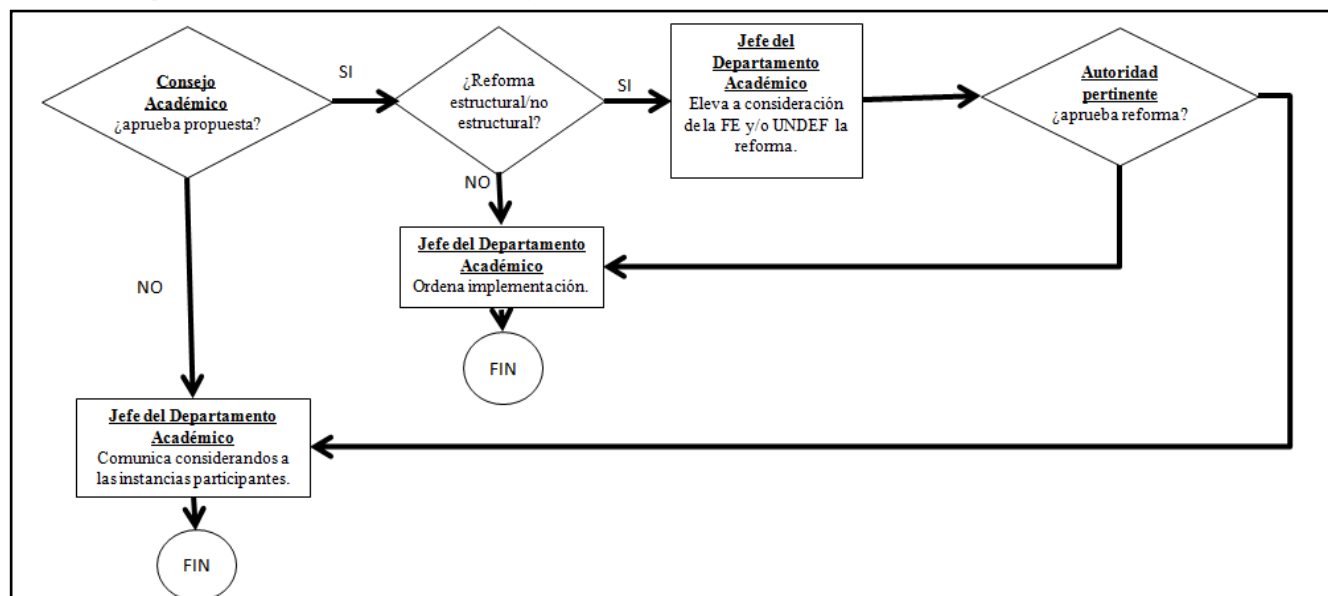 Consejo
Académico
¿aprueba propuesta?
SI
¿Reforma
estructural/no
estructural?
SI
Jefe del
Departamento
Académico
Eleva a consideración
de la FE y/o UNDEF la
reforma.
Autoridad
pertinente
¿aprueba reforma?
NO
Jefe del Departamento
Académico
Ordena implementación.
FIN
NO
Jefe del Departamento
Académico
Comunica considerandos a
las instancias participantes.
FIN